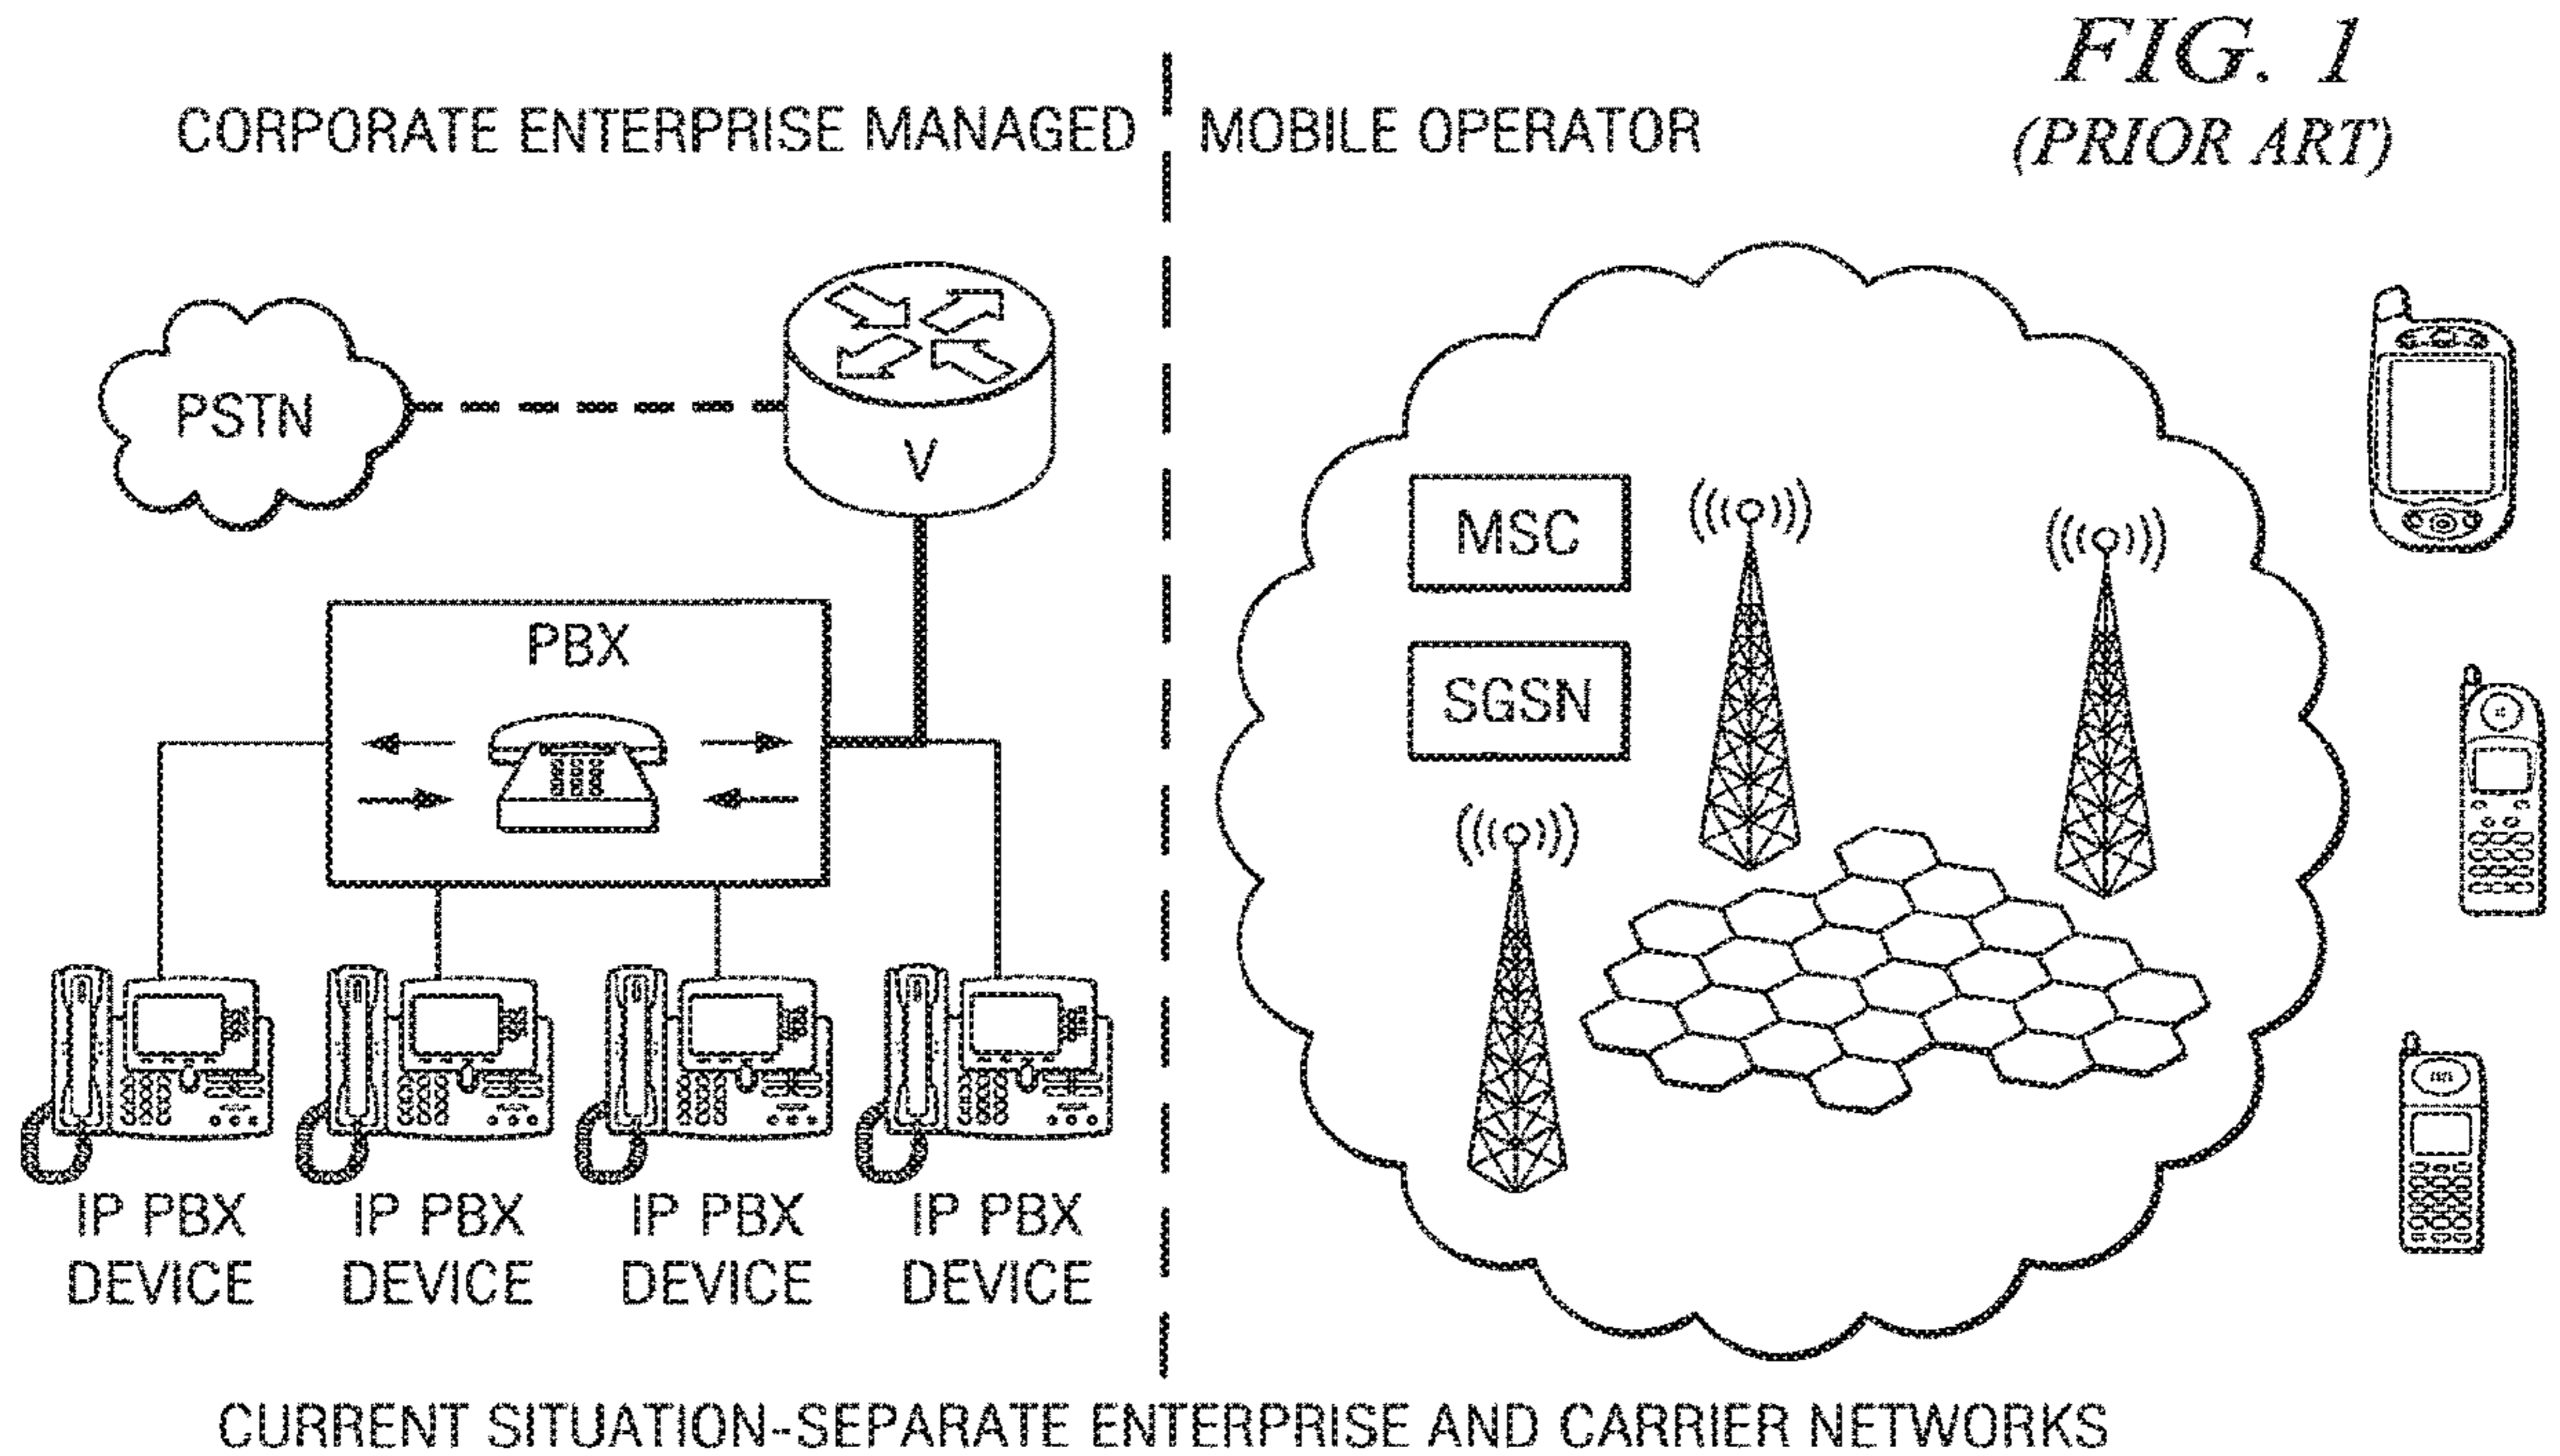 FIG. 1
(PRIOR ART)
CORPORATE ENTERPRISE MANAGED
MOBILE OPERATOR
PSTN
V
MSC
PBX
SGSN
IP PBX
DEVICE
IP PBX
DEVICE
IP PBX
DEVICE
IP PBX
DEVICE
CURRENT SITUATION-SEPARATE ENTERPRISE AND CARRIER NETWORKS